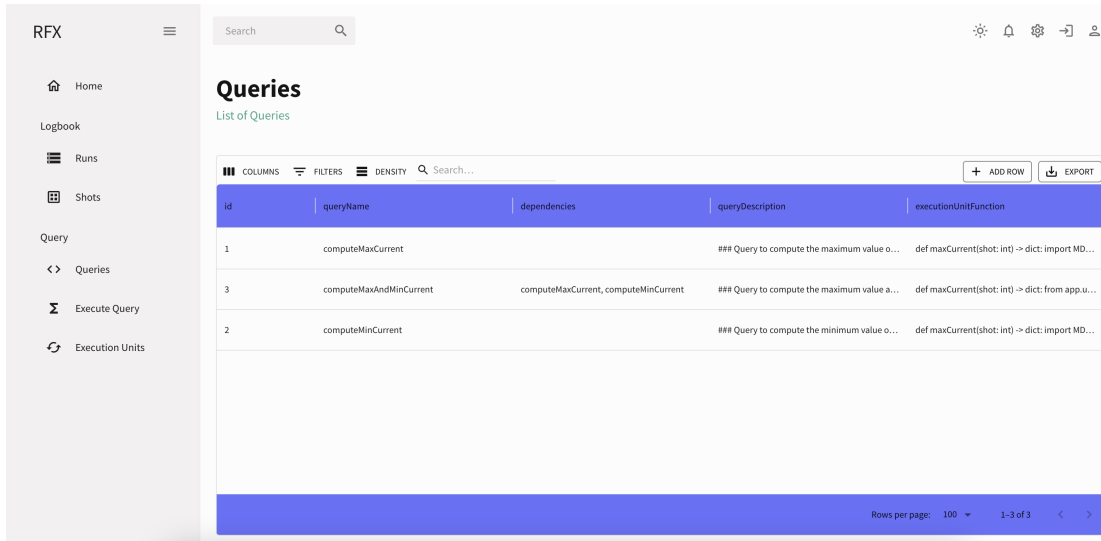 RFX
Search
Home
Logbook
Runs
Shots
Query
Queries
Execute Query
Execution Units
Queries
List of Queries
COLUMNS FILTERS DENSITY Search... ADD ROW EXPORT
id queryName dependencies queryDescription executionUnitFunction
1 computeMaxCurrent ### Query to compute the maximum value o... def maxCurrent(shot: int) -> dict: import MD...
3 computeMaxAndMinCurrent computeMaxCurrent, computeMinCurrent ### Query to compute the maximum value a... def maxCurrent(shot: int) -> dict: from app.u...
2 computeMinCurrent ### Query to compute the minimum value o... def maxCurrent(shot: int) -> dict: import MD...
Rows per page: 100 1–3 of 3